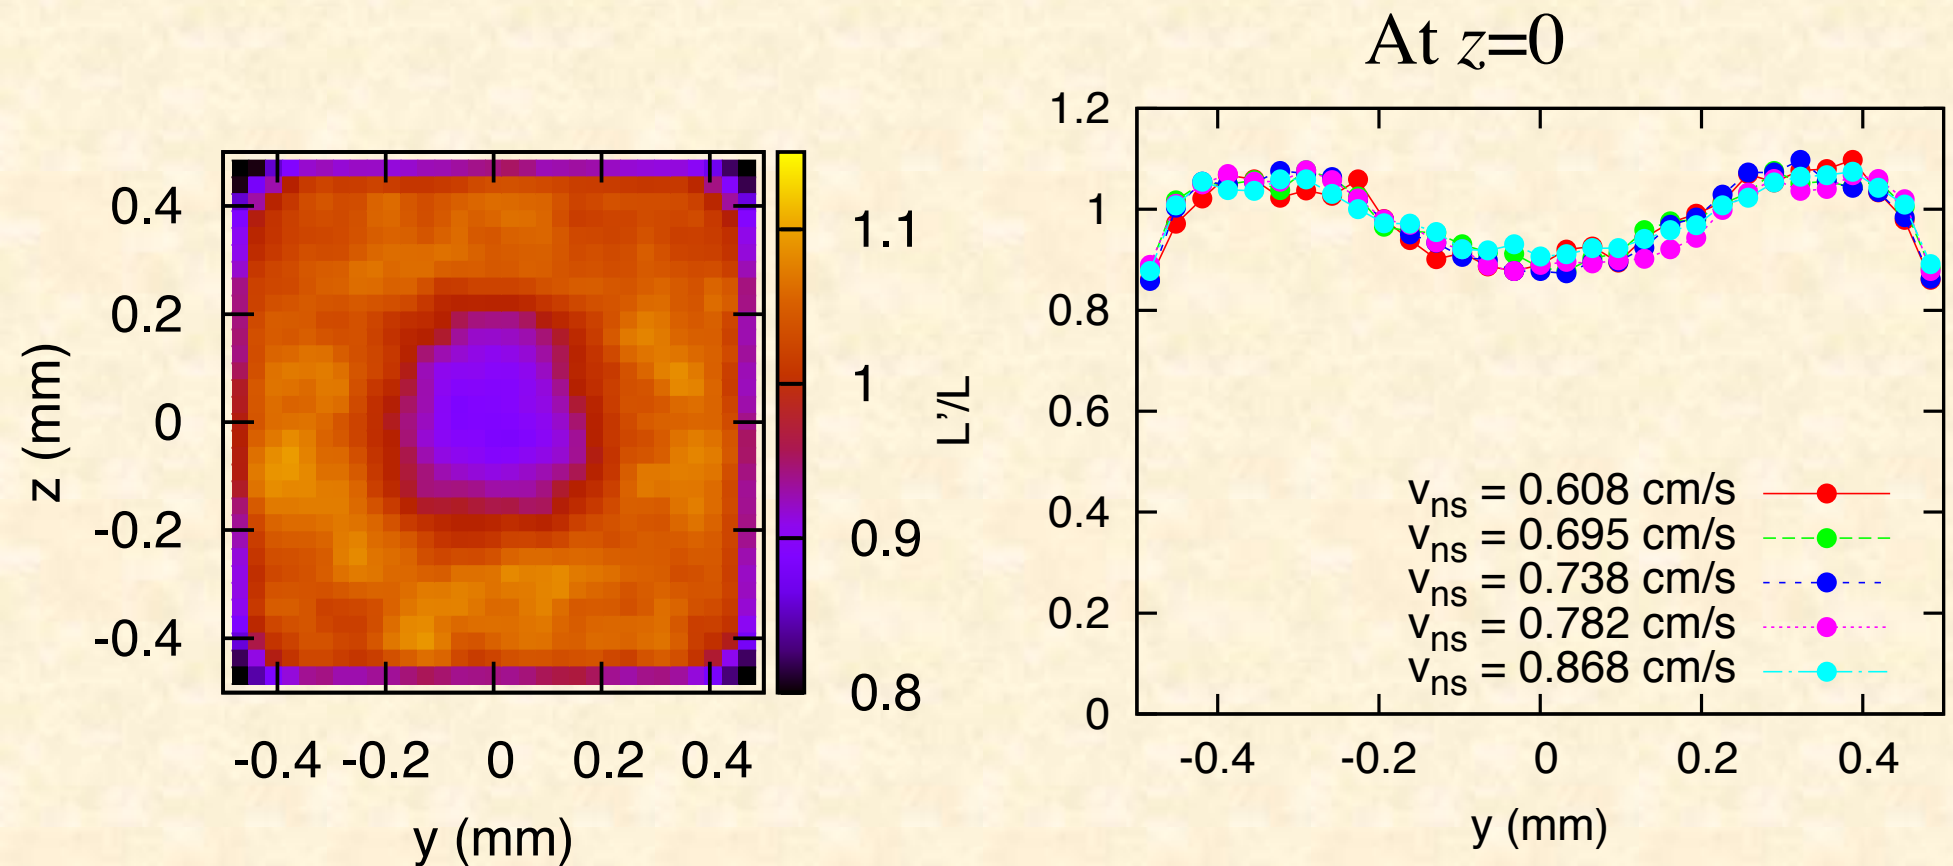 At z=0
0.4
0.2
0
-0.2
-0.4
z (mm)
-0.4 -0.2 0 0.2 0.4
y (mm)
1.1
1
0.9
0.8
L'/L
1.2
1
0.8
0.6
0.4
0.2
0
v_ns = 0.608 cm/s
v_ns = 0.695 cm/s
v_ns = 0.738 cm/s
v_ns = 0.782 cm/s
v_ns = 0.868 cm/s
-0.4 -0.2 0 0.2 0.4
y (mm)